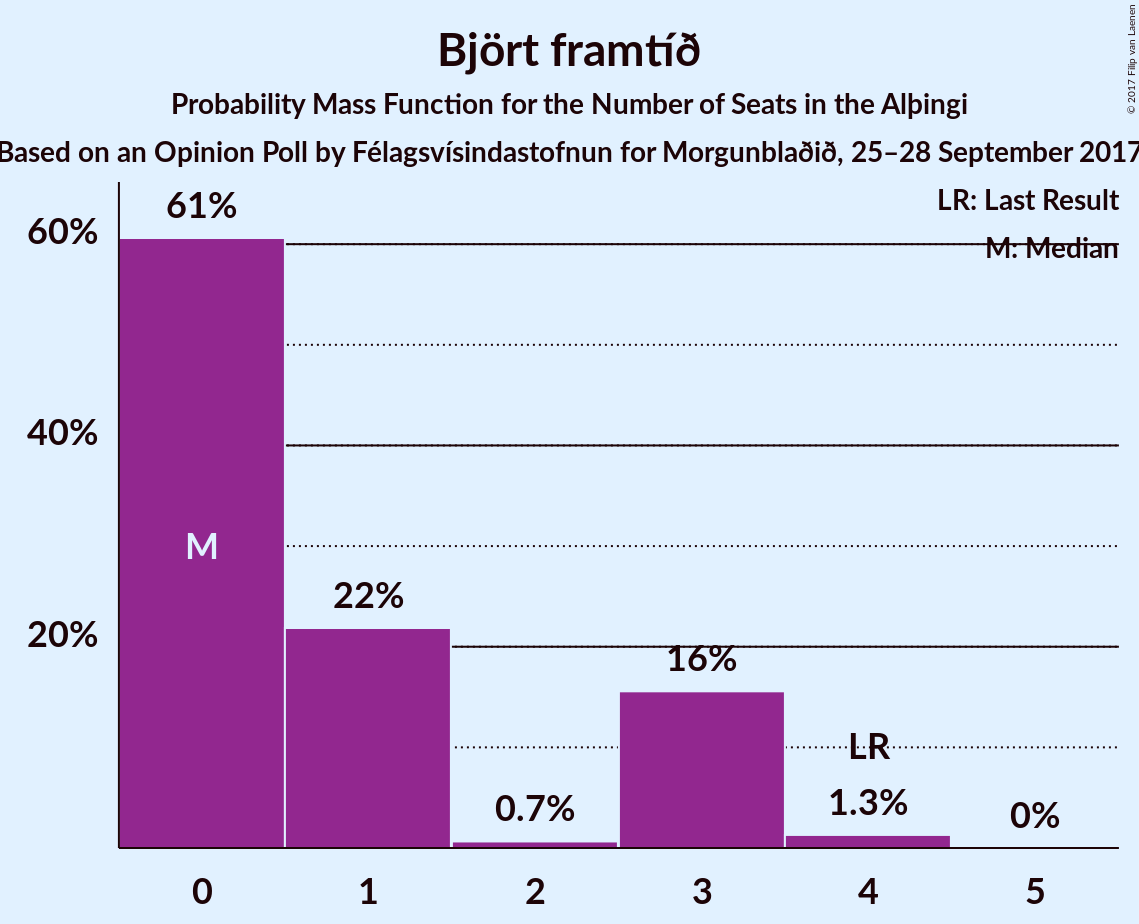 Björt framtíð
Probability Mass Function for the Number of Seats in the Alþingi
Based on an Opinion Poll by Félagsvísindastofnun for Morgunblaðið, 25–28 September 2017
© 2017 Filip van Laenen
LR: Last Result
M: Median
61%
60%
40%
M
22%
20%
16%
LR
0.7%
1.3%
0%
0 1 2 3 4 5